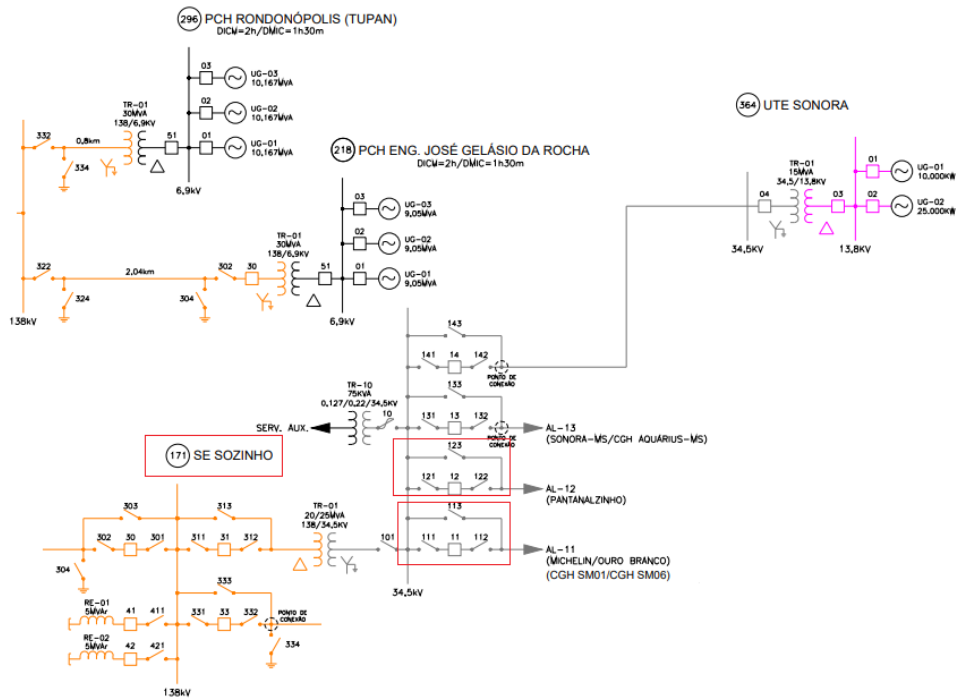 296 PCH RONDONÓPOLIS (TUPAN)
DICM=2h/DMIC=1h30m
03
UG-03
10,167MVA
TR-01
30MVA
138/6,9KV
02
UG-02
10,167MVA
332
0,8km
51
01
UG-01
10,167MVA
334
6,9kV
218 PCH ENG. JOSÉ GELÁSIO DA ROCHA
DICM=2h/DMIC=1h30m
03
UG-03
9,05MVA
TR-01
30MVA
138/6,9KV
02
UG-02
9,05MVA
322
2,04km
302
30
51
01
UG-01
9,05MVA
324
304
138kV
6,9kV
364 UTE SONORA
TR-01
15MVA
34,5/13,8KV
01
UG-01
10.000KW
04
03
02
UG-02
25.000KW
34,5KV
13,8KV
143
141
14
142
PONTO DE
CONEXÃO
TR-10
75KVA
0,127/0,22/34,5KV
133
10
SERV. AUX.
131
13
132
PONTO DE
CONEXÃO
AL-13
(SONORA-MS/CGH AQUÁRIUS-MS)
123
121
12
122
AL-12
(PANTANALZINHO)
171 SE SOZINHO
TR-01
20/25MVA
138/34,5KV
113
101
111
11
112
AL-11
(MICHELIN/OURO BRANCO)
(CGH SM01/CGH SM06)
34,5KV
303
313
302
30
301
311
31
312
304
333
RE-01
5MVAr
41
411
331
33
332
PONTO DE
CONEXÃO
RE-02
5MVAr
42
421
334
138kV